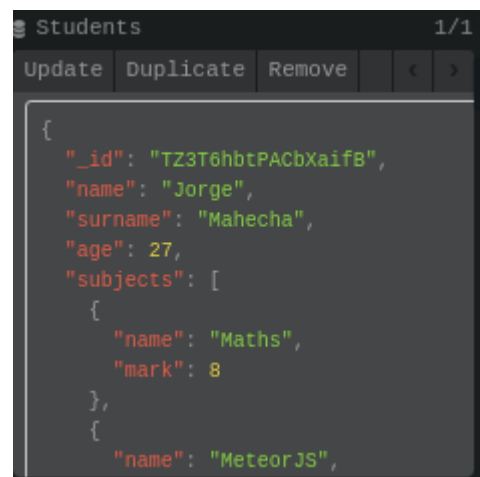 Students 1/1
Update Duplicate Remove ‹ ›
{
"_id": "TZ3T6hbtPACbXaifB",
"name": "Jorge",
"surname": "Mahecha",
"age": 27,
"subjects": [
{
"name": "Maths",
"mark": 8
},
{
"name": "MeteorJS",